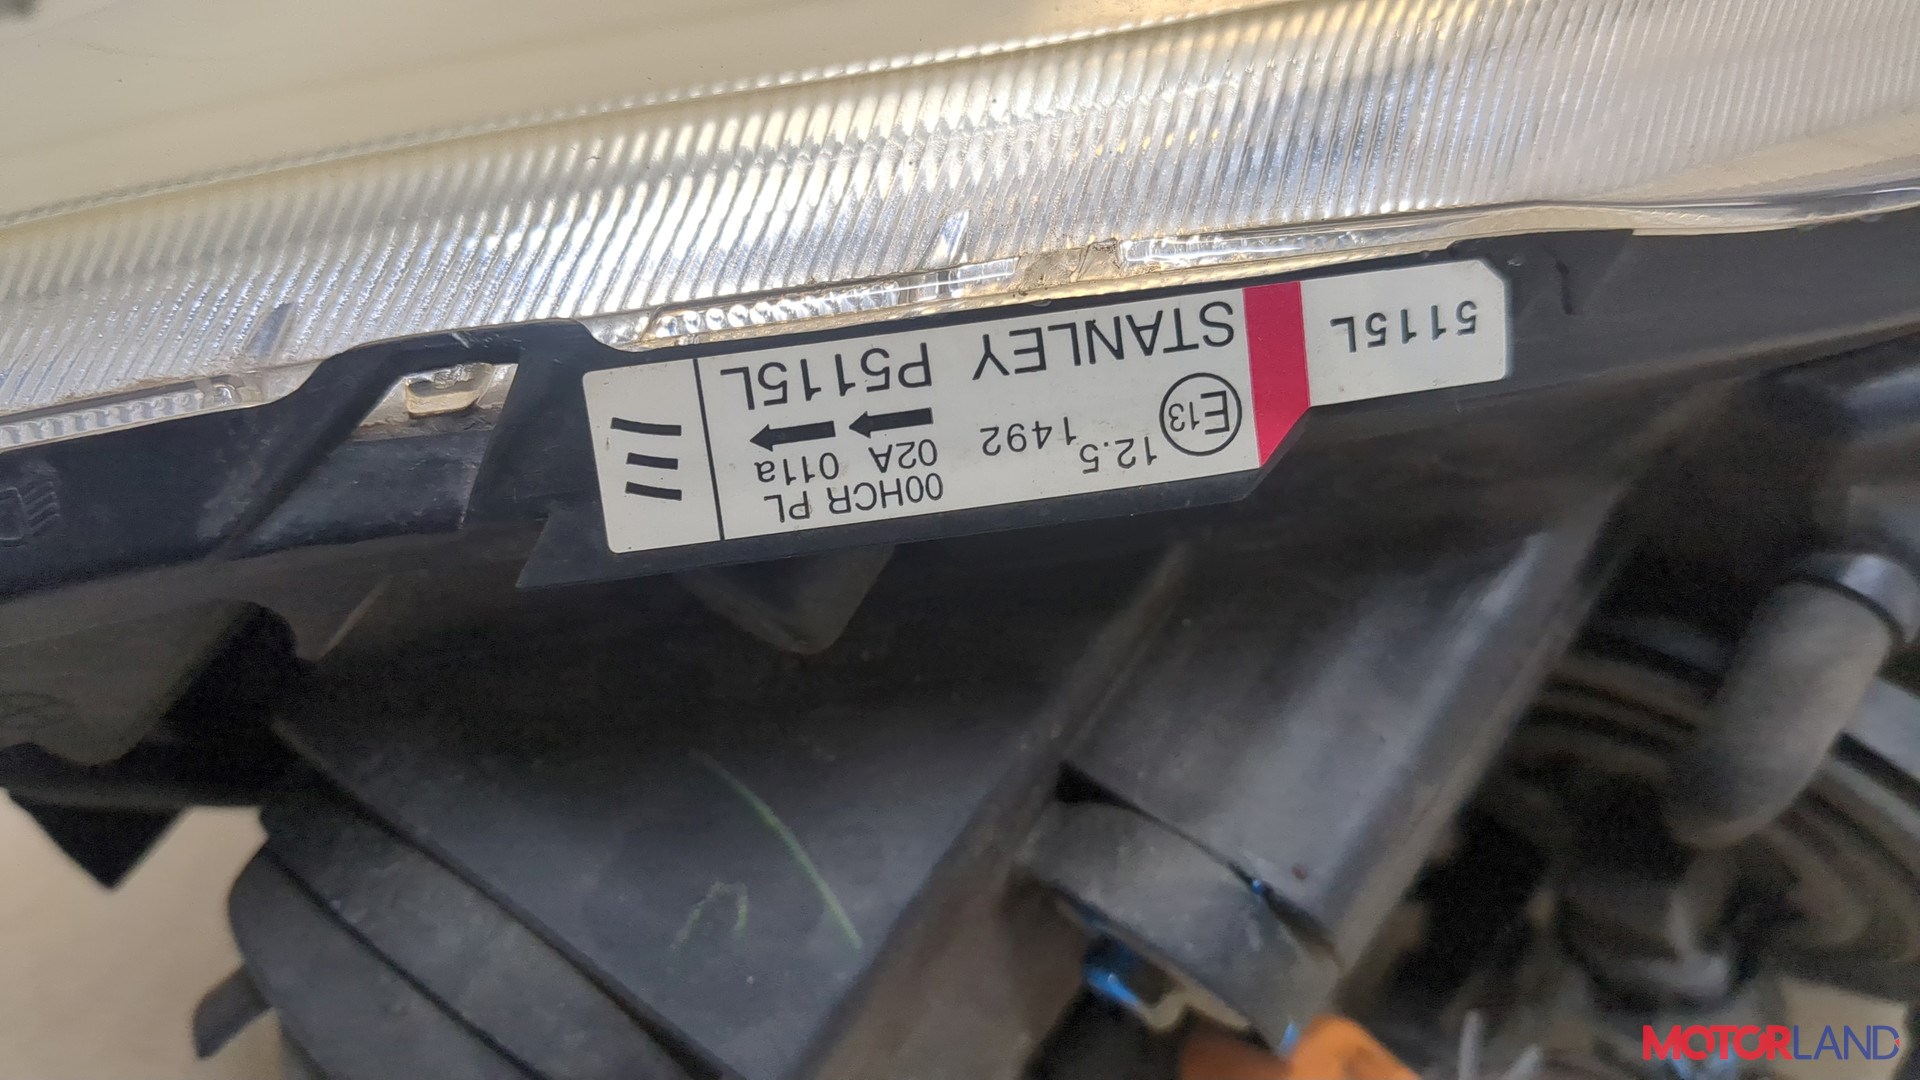 5115L
STANLEY P5115L
E13
12.5 1492
00HCR PL
02A 011a
MOTORLAND